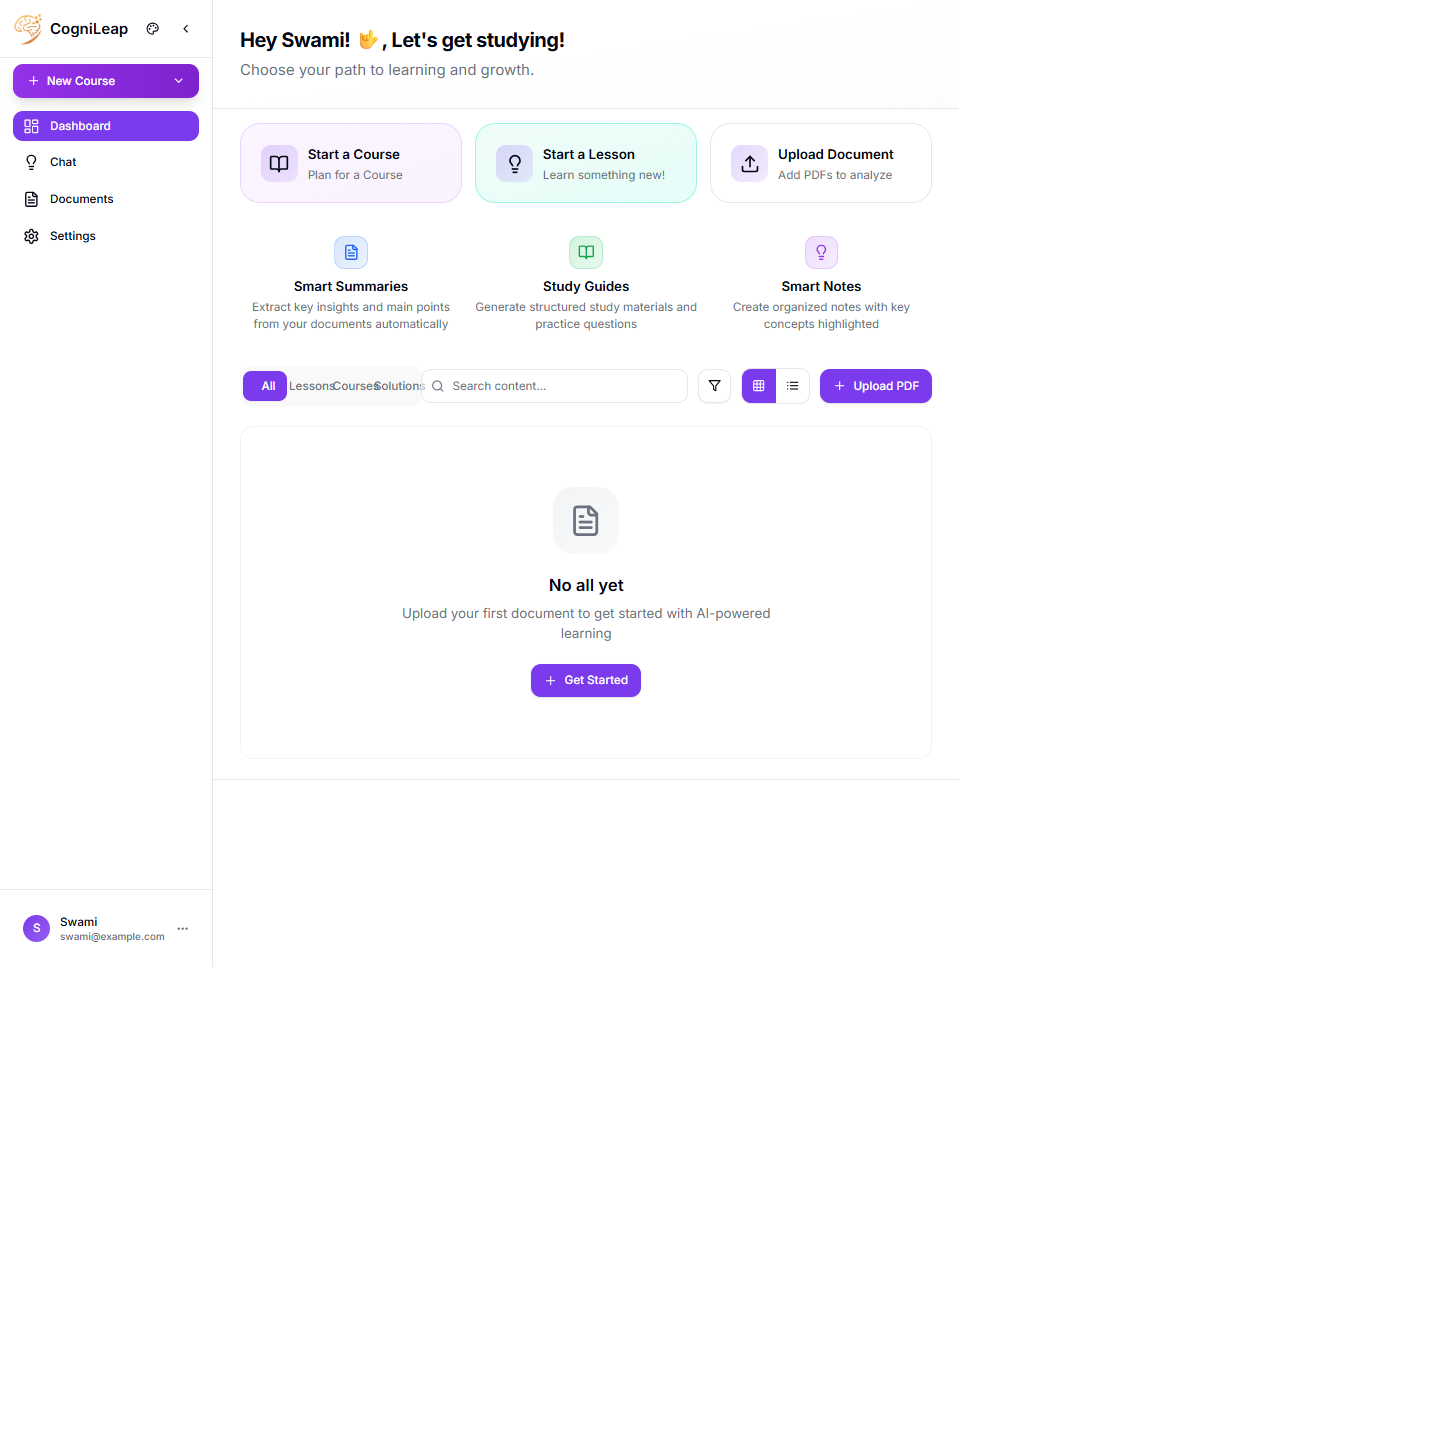 CogniLeap
New Course
Dashboard
Chat
Documents
Settings
Hey Swami! 🤟, Let's get studying!
Choose your path to learning and growth.
Start a Course
Plan for a Course
Start a Lesson
Learn something new!
Upload Document
Add PDFs to analyze
Smart Summaries
Extract key insights and main points
from your documents automatically
Study Guides
Generate structured study materials and
practice questions
Smart Notes
Create organized notes with key
concepts highlighted
All Lessons Courses Solutions Search content... Upload PDF
No all yet
Upload your first document to get started with AI-powered
learning
Get Started
S
Swami
swami@example.com